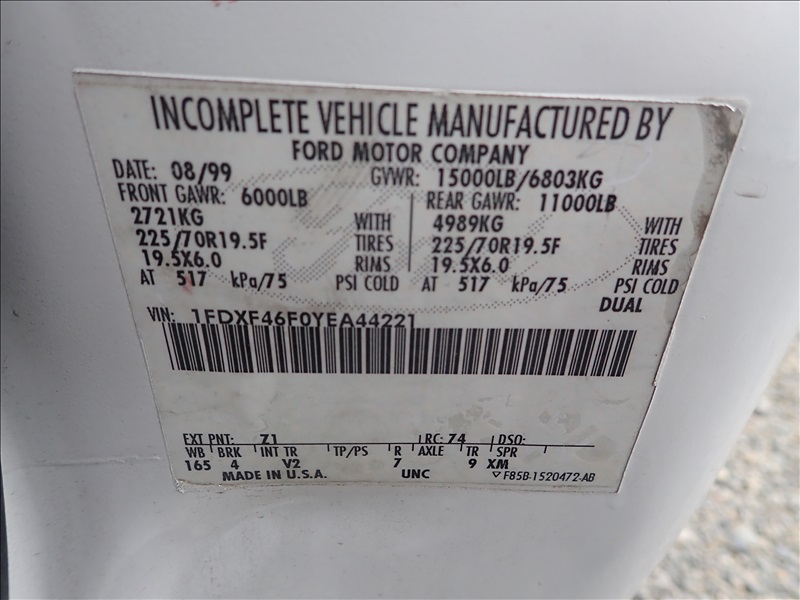 INCOMPLETE VEHICLE MANUFACTURED BY
FORD MOTOR COMPANY
DATE: 08/99 GVWR: 15000LB/6803KG
FRONT GAWR: 6000LB REAR GAWR: 11000LB
2721KG WITH 4989KG WITH
225/70R19.5F TIRES 225/70R19.5F TIRES
19.5X6.0 RIMS 19.5X6.0 RIMS
AT 517 kPa/75 PSI COLD AT 517 kPa/75 PSI COLD
DUAL
VIN: 1FDXF46F0YEA44221
EXT PNT: Z1 RC: 74 DSO:
WB BRK INT TR TP/PS R AXLE TR SPR
165 4 V2 7 9 XM
MADE IN U.S.A. UNC F85B-1520472-AB